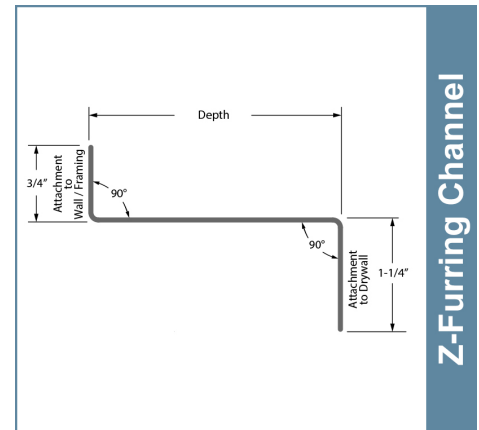 Depth
3/4”
Attachment
to
Wall / Framing
90°
90°
Attachment
to Drywall
1-1/4”
Z-Furring Channel